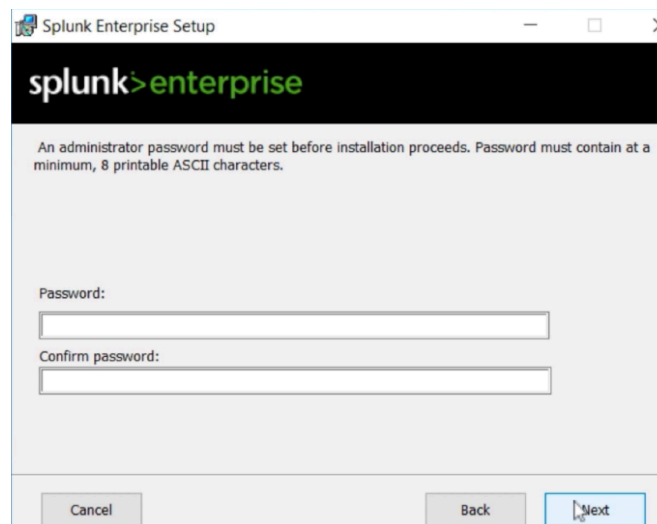 Splunk Enterprise Setup
splunk>enterprise
An administrator password must be set before installation proceeds. Password must contain at a
minimum, 8 printable ASCII characters.
Password:
Confirm password:
Cancel
Back
Next